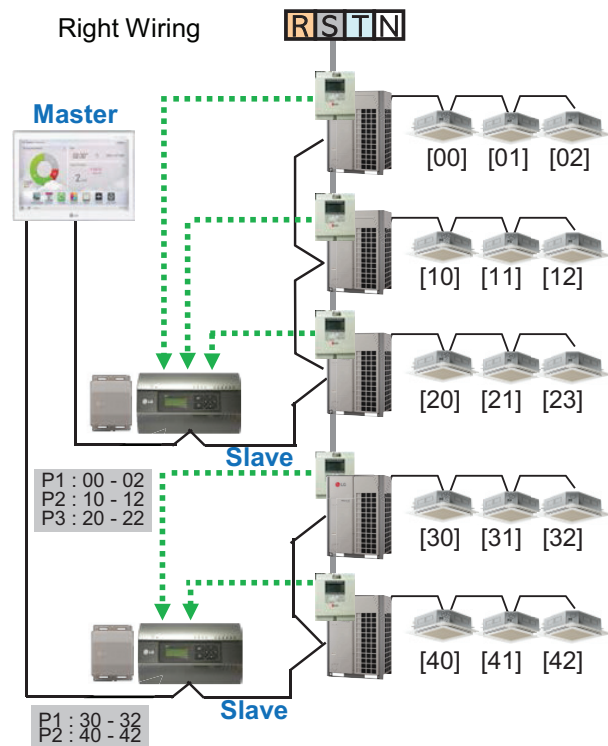 Right Wiring
R S T N
Master
[00] [01] [02]
[10] [11] [12]
[20] [21] [23]
Slave
P1 : 00 - 02
P2 : 10 - 12
P3 : 20 - 22
[30] [31] [32]
[40] [41] [42]
Slave
P1 : 30 - 32
P2 : 40 - 42